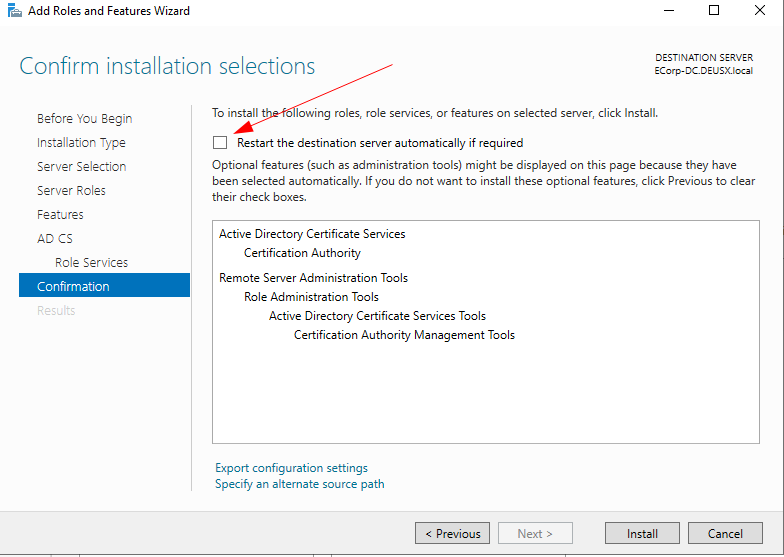 Add Roles and Features Wizard
Confirm installation selections
DESTINATION SERVER
ECorp-DC.DEUSX.local
Before You Begin
Installation Type
Server Selection
Server Roles
Features
AD CS
Role Services
Confirmation
Results
To install the following roles, role services, or features on selected server, click Install.
Restart the destination server automatically if required
Optional features (such as administration tools) might be displayed on this page because they have
been selected automatically. If you do not want to install these optional features, click Previous to clear
their check boxes.
Active Directory Certificate Services
Certification Authority
Remote Server Administration Tools
Role Administration Tools
Active Directory Certificate Services Tools
Certification Authority Management Tools
Export configuration settings
Specify an alternate source path
< Previous
Next >
Install
Cancel